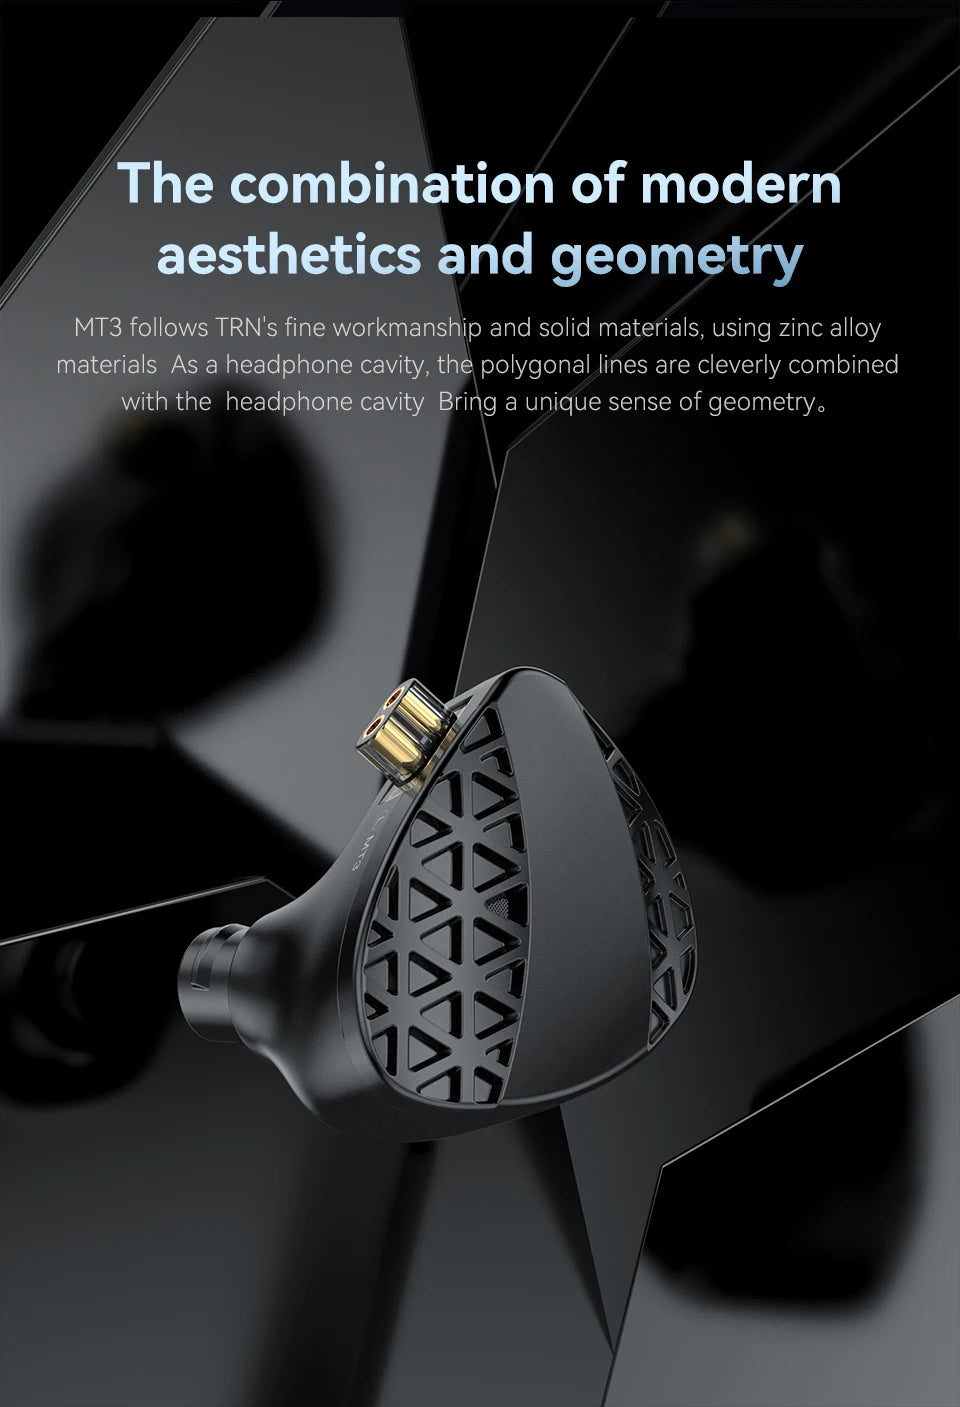 The combination of modern
aesthetics and geometry
MT3 follows TRN's fine workmanship and solid materials, using zinc alloy
materials  As a headphone cavity, the polygonal lines are cleverly combined
with the  headphone cavity  Bring a unique sense of geometry。
MT3